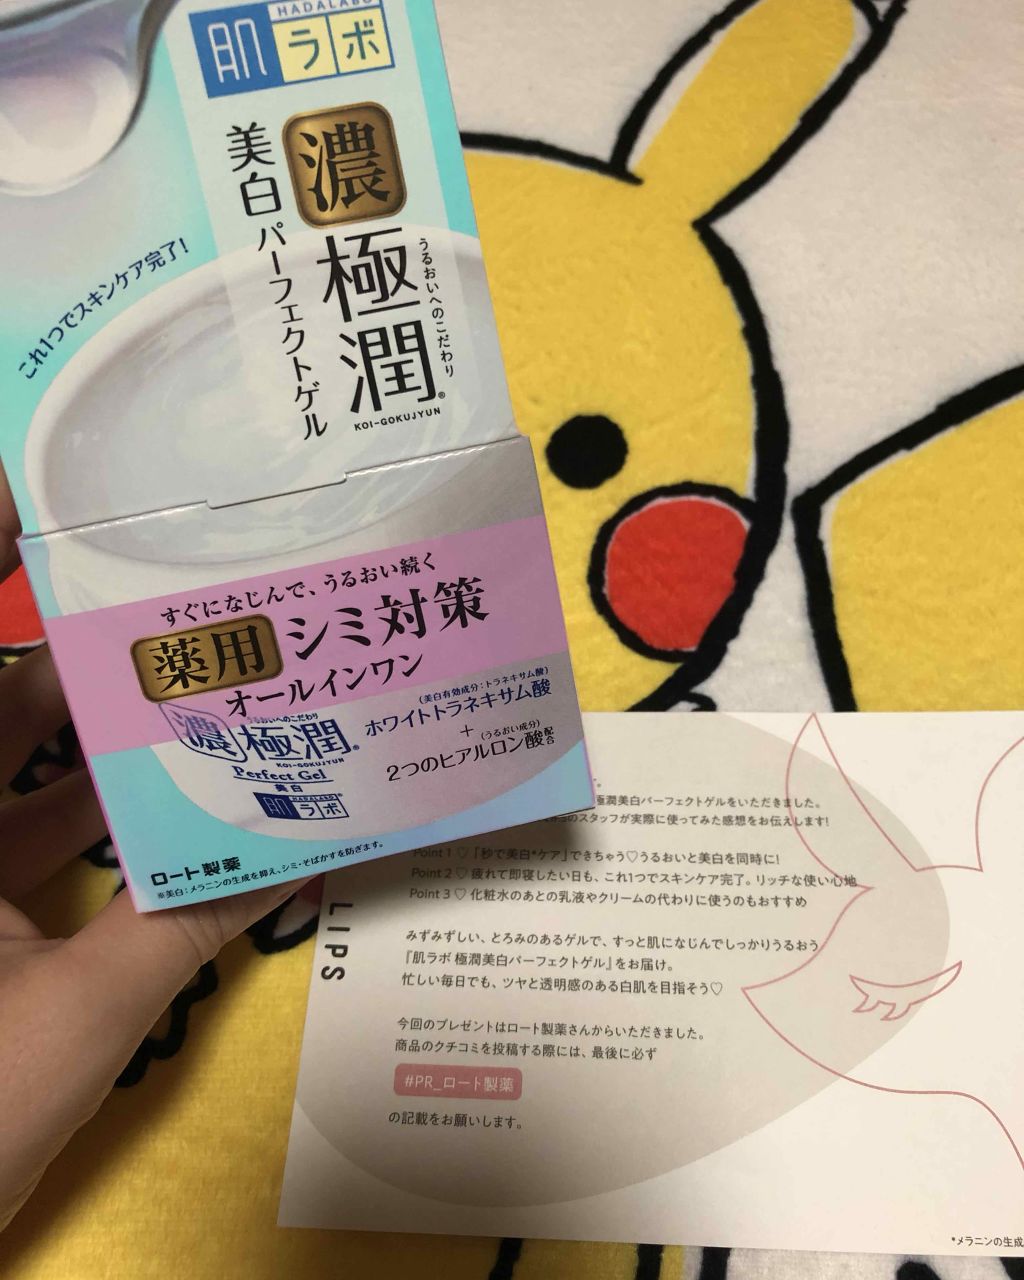 HADALABO
肌ラボ
濃
極潤®
KOI-GOKUJYUN
うるおいへのこだわり
美白パーフェクトゲル
これ1つでスキンケア完了!
すぐになじんで、うるおい続く
薬用 シミ対策
オールインワン
うるおいへのこだわり
濃 極潤®
KOI-GOKUJYUN
Perfect Gel
美白
HADALABO
肌ラボ®
(美白有効成分:トラネキサム酸)
ホワイトトラネキサム酸
+
(うるおい成分)
2つのヒアルロン酸配合
ロート製薬
※美白:メラニンの生成を抑え、シミ・そばかすを防ぎます。
LIPS
。
極潤美白パーフェクトゲルをいただきました。
のスタッフが実際に使ってみた感想をお伝えします!
Point 1 ♡「秒で美白*ケア」できちゃう♡うるおいと美白を同時に!
Point 2 ♡ 疲れて即寝したい日も、これ1つでスキンケア完了。リッチな使い心地
Point 3 ♡ 化粧水のあとの乳液やクリームの代わりに使うのもおすすめ
みずみずしい、とろみのあるゲルで、すっと肌になじんでしっかりうるおう
『肌ラボ 極潤美白パーフェクトゲル』をお届け。
忙しい毎日でも、ツヤと透明感のある白肌を目指そう♡
今回のプレゼントはロート製薬さんからいただきました。
商品のクチコミを投稿する際には、最後に必ず
#PR_ロート製薬
の記載をお願いします。
*メラニンの生成